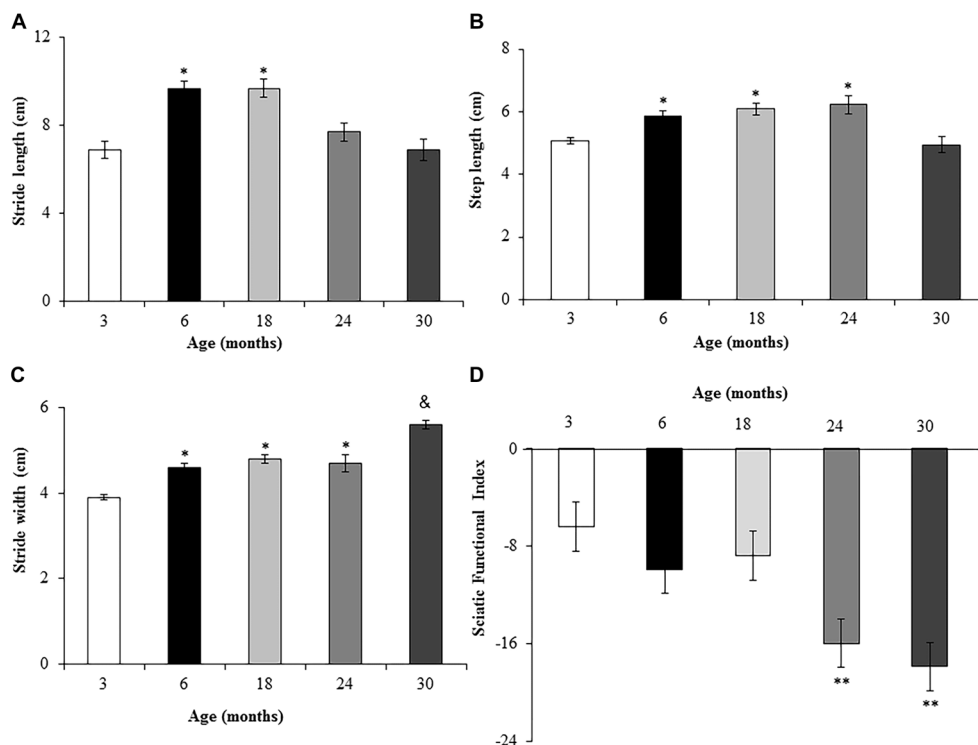 A
Stride length (cm)
12
8
4
0
* *
3 6 18 24 30
Age (months)
B
Step length (cm)
8
6
4
2
0
* * *
3 6 18 24 30
Age (months)
C
Stride width (cm)
6
4
2
0
* * * &
3 6 18 24 30
Age (months)
D
Age (months)
3 6 18 24 30
Sciatic Functional Index
0
-8
-16
-24
** **